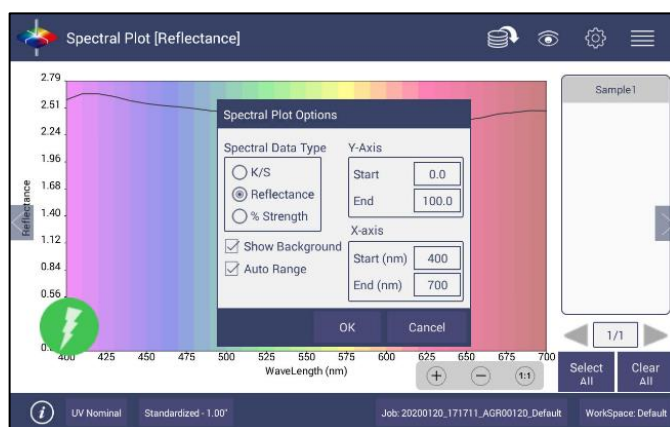 Spectral Plot [Reflectance]
2.79
2.51
2.24
1.96
1.68
1.40
1.12
0.84
0.56
Reflectance
400 425 450 475 500 525 550 575 600 625 650 675 700
WaveLength (nm)
Spectral Plot Options
Spectral Data Type
K/S
Reflectance
% Strength
Show Background
Auto Range
Y-Axis
Start 0.0
End 100.0
X-axis
Start (nm) 400
End (nm) 700
OK Cancel
1:1
Sample1
1/1
Select All
Clear All
i
UV Nominal
Standardized - 1.00"
Job: 20200120_171711_AGR00120_Default
WorkSpace: Default